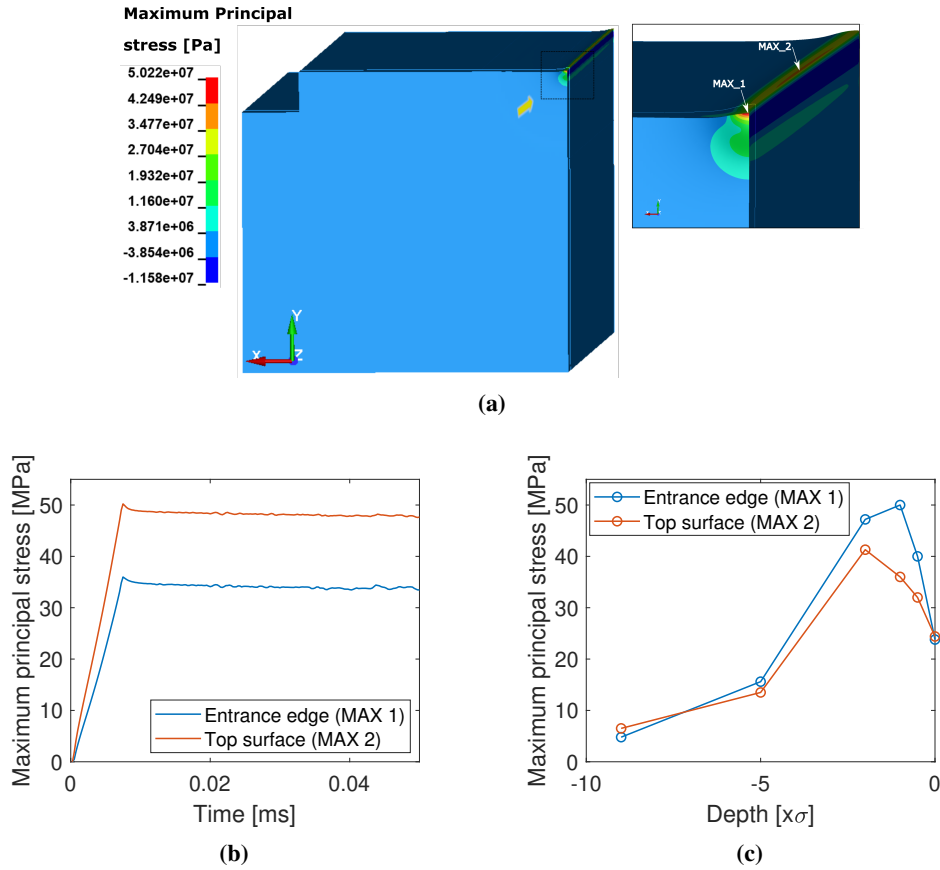 Maximum Principal
stress [Pa]
5.022e+07
4.249e+07
3.477e+07
2.704e+07
1.932e+07
1.160e+07
3.871e+06
-3.854e+06
-1.158e+07
Y
X
Z
MAX_2
MAX_1
(a)
Maximum principal stress [MPa]
50
40
30
20
10
0
0
0.02
0.04
Time [ms]
Entrance edge (MAX 1)
Top surface (MAX 2)
(b)
Maximum principal stress [MPa]
50
40
30
20
10
0
-10
-5
0
Depth [xσ]
Entrance edge (MAX 1)
Top surface (MAX 2)
(c)